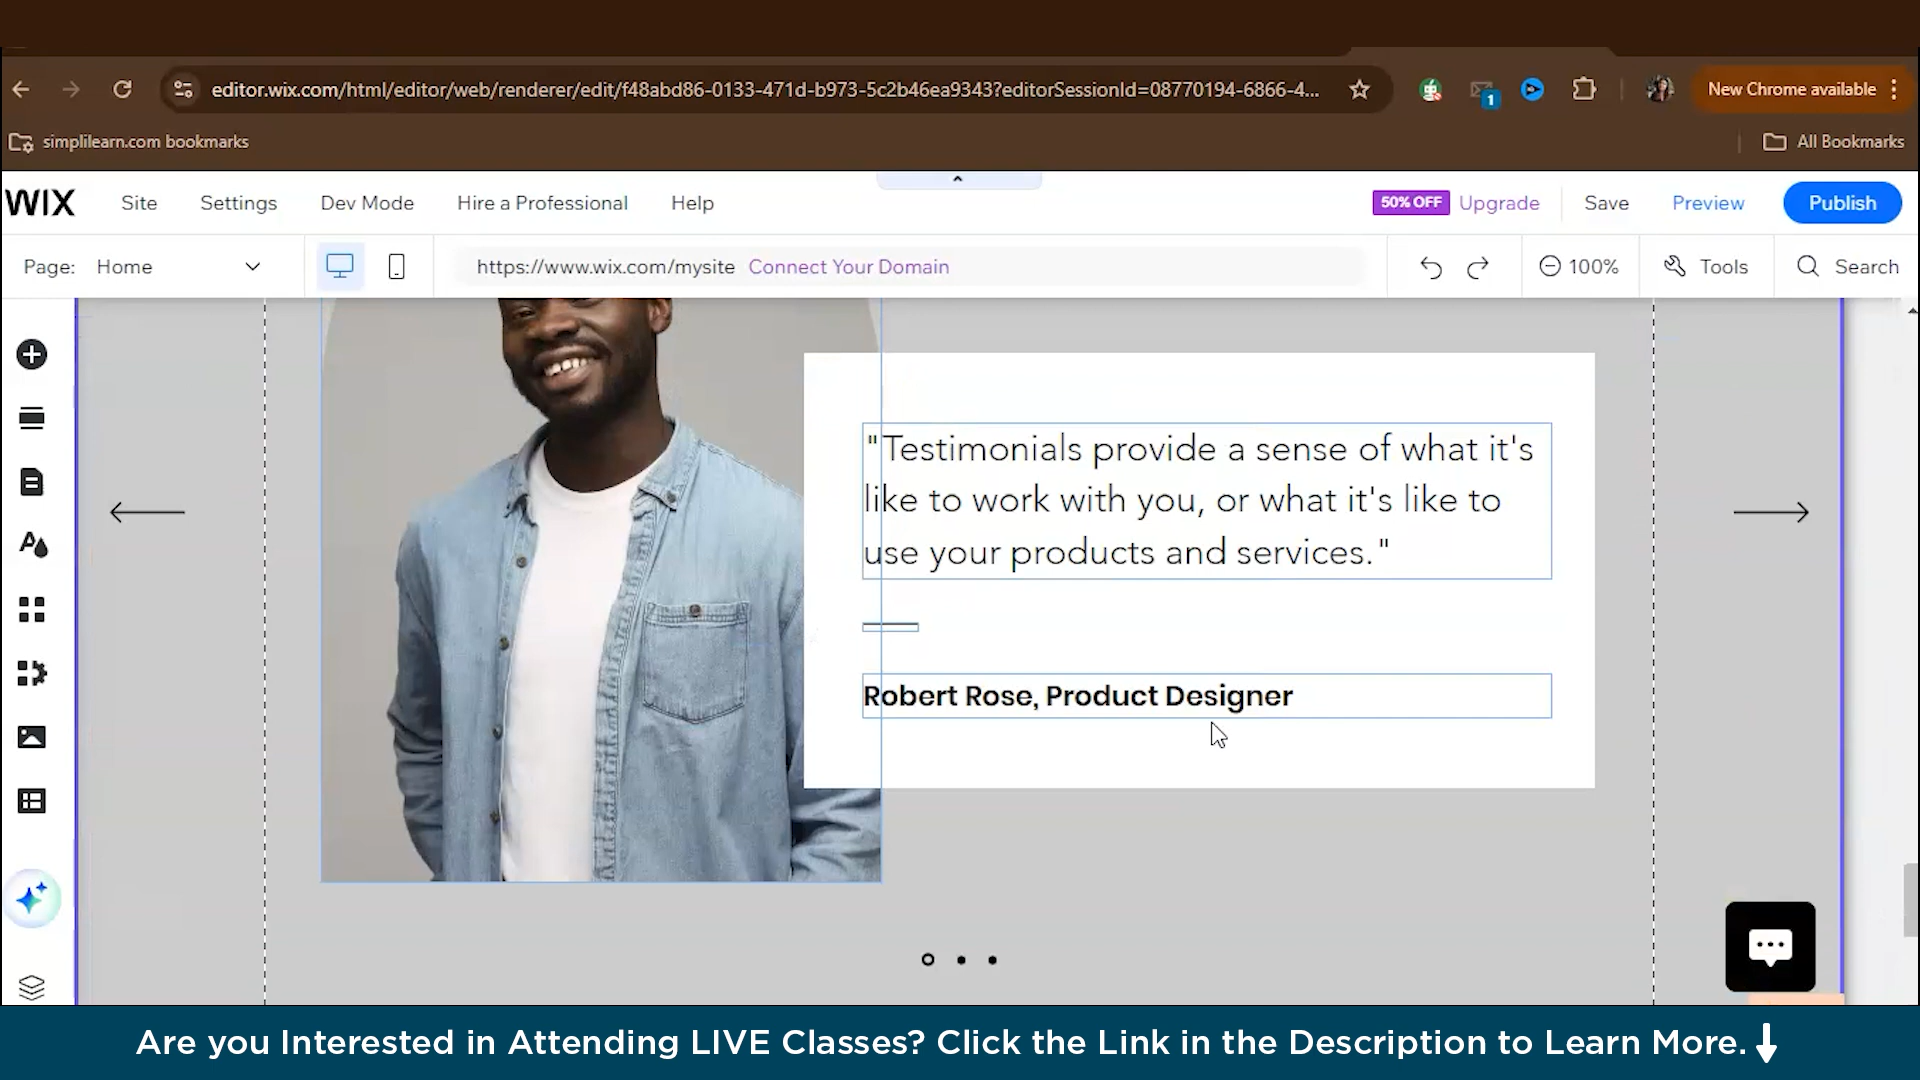 editor.wix.com/html/editor/web/renderer/edit/f48abd86-0133-471d-b973-5c2b46ea9343?editorSessionId=08770194-6866-4...
1
New Chrome available
simplilearn.com bookmarks
All Bookmarks
WIX
Site
Settings
Dev Mode
Hire a Professional
Help
50% OFF
Upgrade
Save
Preview
Publish
Page:
Home
https://www.wix.com/mysite
Connect Your Domain
100%
Tools
Search
"Testimonials provide a sense of what it's
like to work with you, or what it's like to
use your products and services."
Robert Rose, Product Designer
Are you Interested in Attending LIVE Classes? Click the Link in the Description to Learn More.